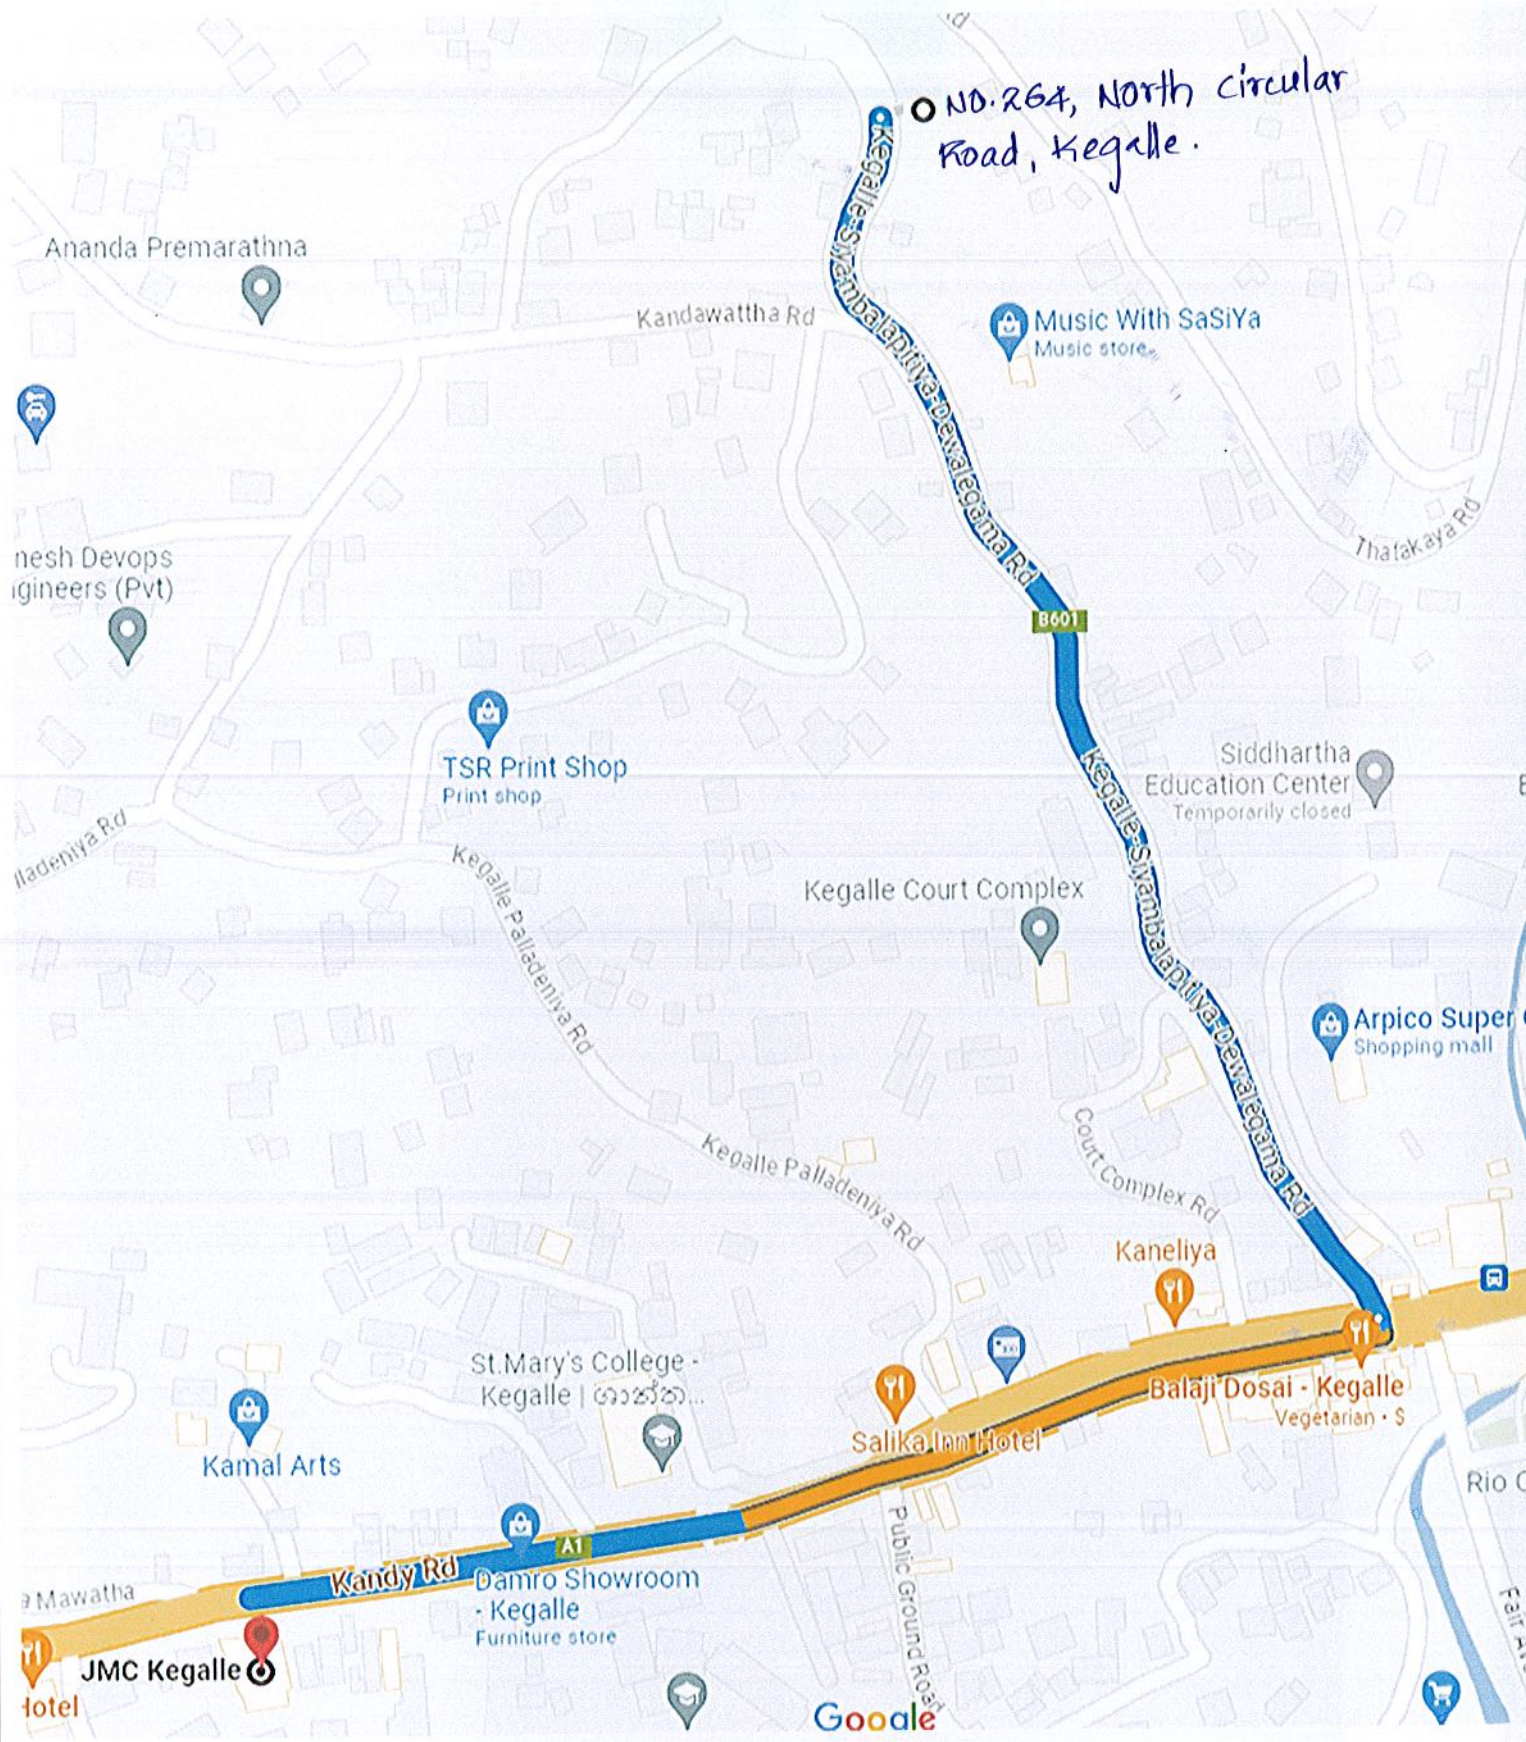 Rd
NO.264, North Circular
Road, Kegalle.
Kegalle-Siyambalapitiya-Dewalegama Rd
Ananda Premarathna
Kandawattha Rd
Music With SaSiYa
Music store
Thafakaya Rd
nesh Devops
gineers (Pvt)
B601
TSR Print Shop
Print shop
Siddhartha
Education Center
Temporarily closed
lladeniya Rd
Kegalle Palladeniya Rd
Kegalle Court Complex
Kegalle-Siyambalapitiya-Dewalegama Rd
Arpico Super
Shopping mall
Court Complex Rd
Kegalle Palladeniya Rd
Kaneliya
St.Mary's College -
Kegalle |
Balaji Dosai - Kegalle
Vegetarian · $
Salika Inn Hotel
Kamal Arts
Rio
A1
Kandy Rd
Damro Showroom
- Kegalle
Furniture store
Public Ground Road
Fair
a Mawatha
JMC Kegalle
Hotel
Google